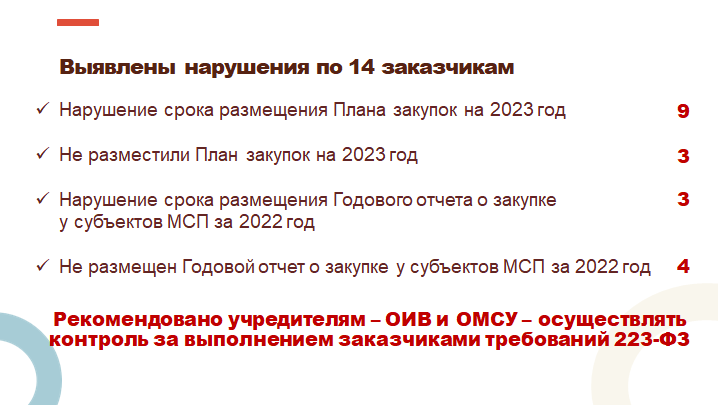 Выявлены нарушения по 14 заказчикам
✓ Нарушение срока размещения Плана закупок на 2023 год 9
✓ Не разместили План закупок на 2023 год 3
✓ Нарушение срока размещения Годового отчета о закупке 3
у субъектов МСП за 2022 год
✓ Не размещен Годовой отчет о закупке у субъектов МСП за 2022 год 4
Рекомендовано учредителям – ОИВ и ОМСУ – осуществлять
контроль за выполнением заказчиками требований 223-ФЗ